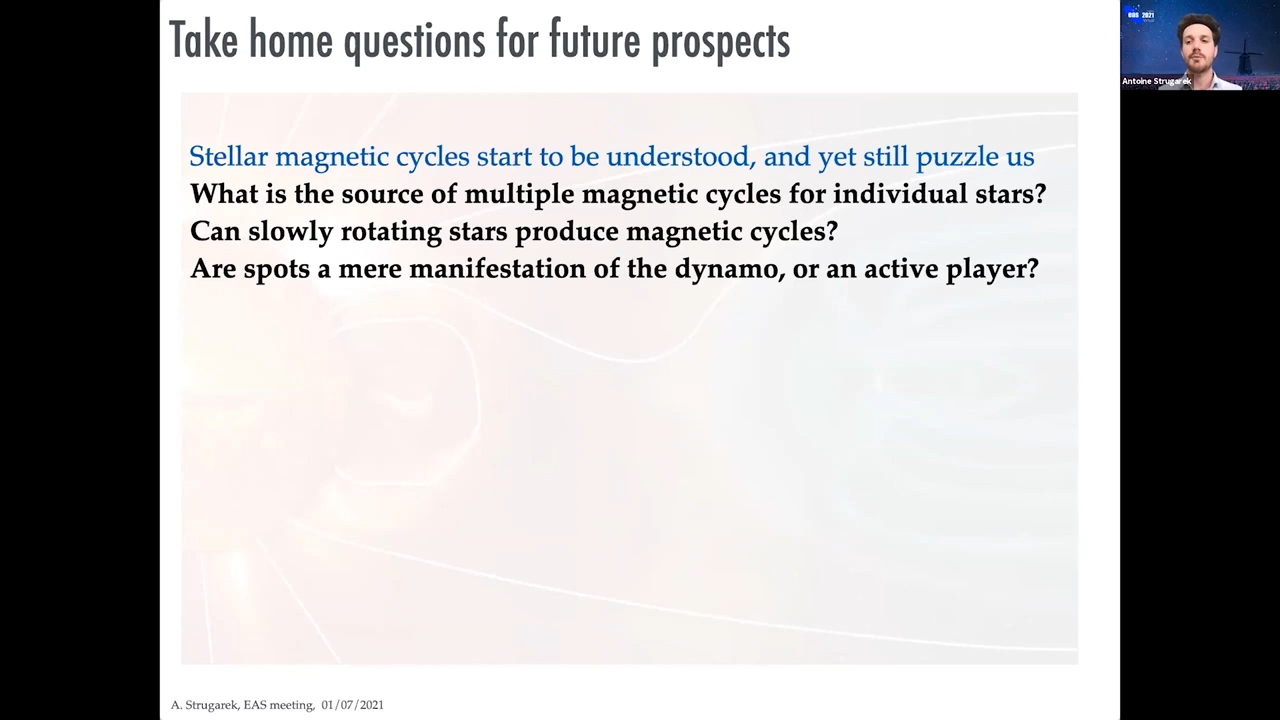 Take home questions for future prospects
eas 2021
Antoine Strugarek
Stellar magnetic cycles start to be understood, and yet still puzzle us
What is the source of multiple magnetic cycles for individual stars?
Can slowly rotating stars produce magnetic cycles?
Are spots a mere manifestation of the dynamo, or an active player?
A. Strugarek, EAS meeting, 01/07/2021